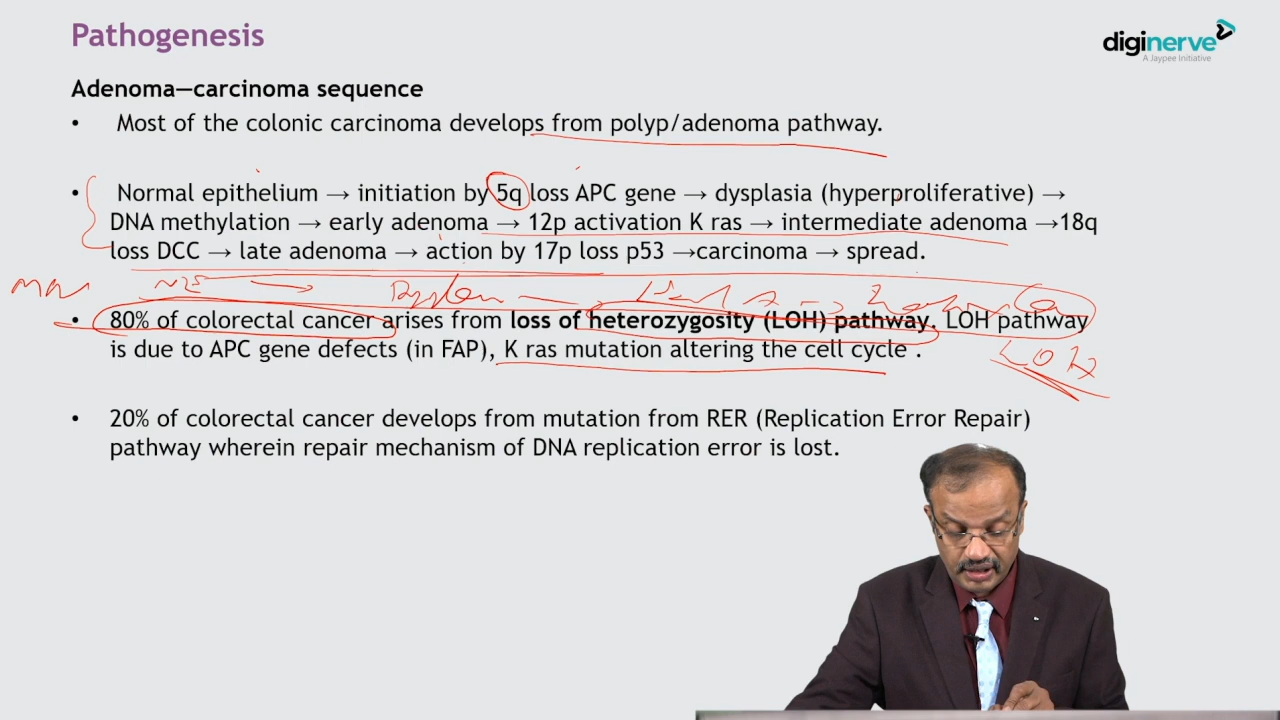 Pathogenesis
diginerve
A Jaypee Initiative
Adenoma—carcinoma sequence
• Most of the colonic carcinoma develops from polyp/adenoma pathway.
• Normal epithelium → initiation by 5q loss APC gene → dysplasia (hyperproliferative) →
DNA methylation → early adenoma → 12p activation K ras → intermediate adenoma →18q
loss DCC → late adenoma → action by 17p loss p53 →carcinoma → spread.
• 80% of colorectal cancer arises from loss of heterozygosity (LOH) pathway. LOH pathway
is due to APC gene defects (in FAP), K ras mutation altering the cell cycle .
LOH
• 20% of colorectal cancer develops from mutation from RER (Replication Error Repair)
pathway wherein repair mechanism of DNA replication error is lost.